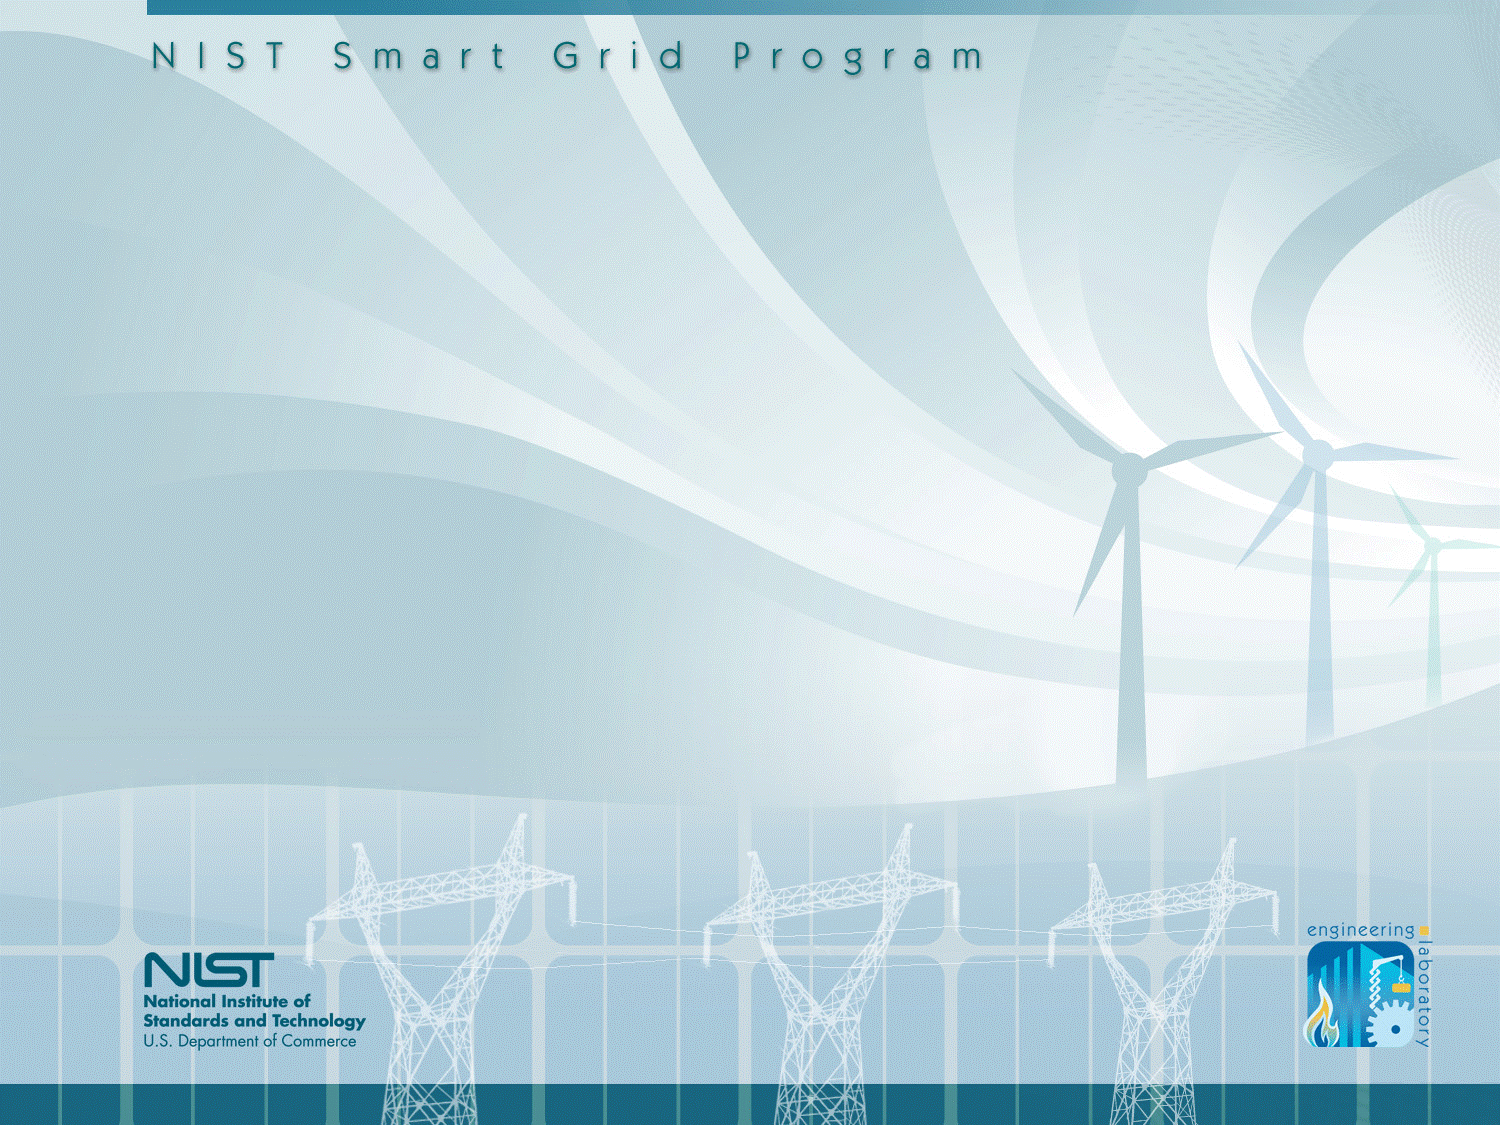 NIST Smart Grid Program
NIST
National Institute of
Standards and Technology
U.S. Department of Commerce
engineering
laboratory